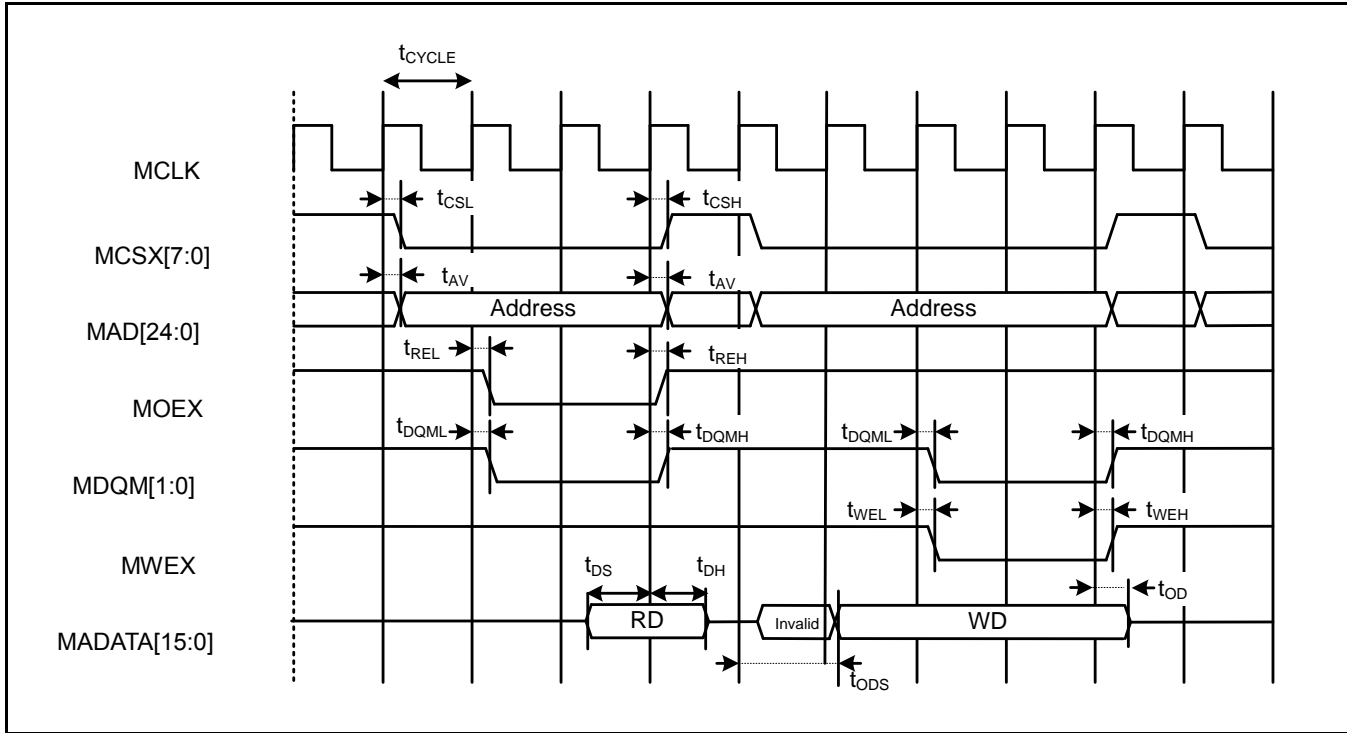 tCYCLE
MCLK
tCSL
tCSH
MCSX[7:0]
tAV
tAV
Address
Address
MAD[24:0]
tREL
tREH
MOEX
tDQML
tDQMH
tDQML
tDQMH
MDQM[1:0]
tWEL
tWEH
MWEX
tDS
tDH
tOD
RD
Invalid
WD
MADATA[15:0]
tODS